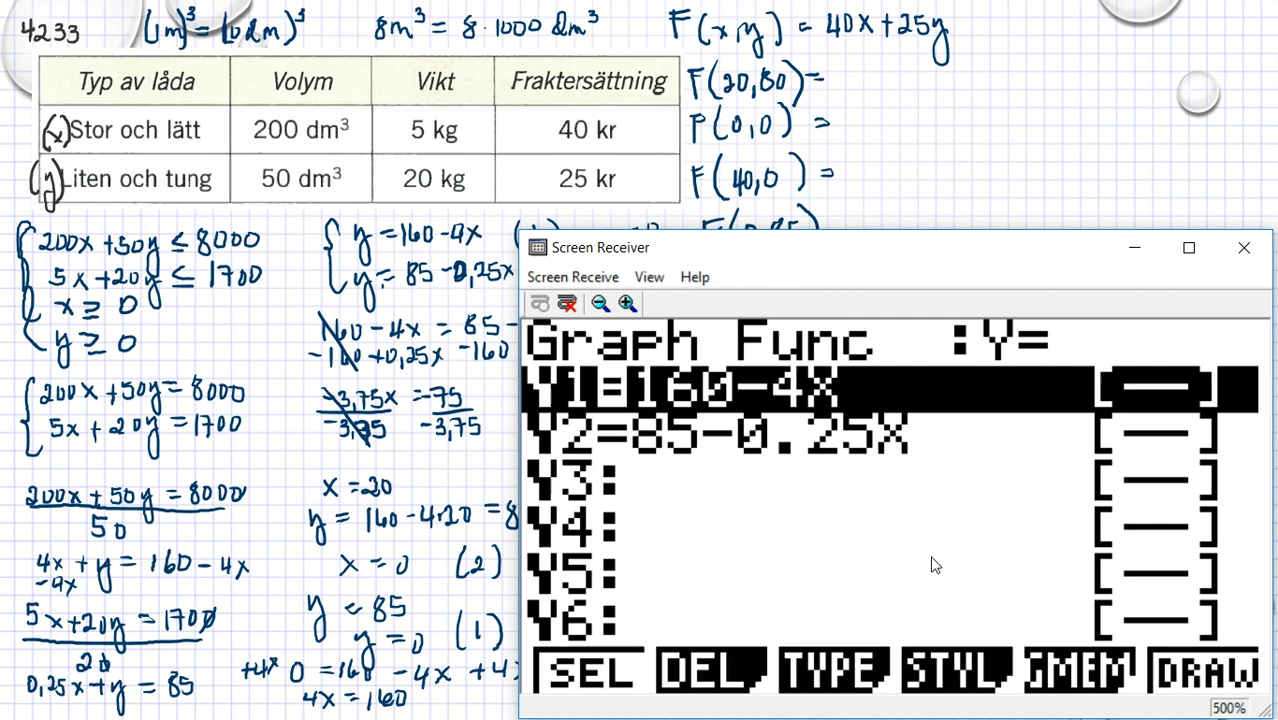 4233
(1m)³ = (10dm)³
8m³ = 8·1000 dm³
F(x,y) = 40x+25y
Typ av låda Volym Vikt Fraktersättning
(x) Stor och lätt 200 dm³ 5 kg 40 kr
(y) Liten och tung 50 dm³ 20 kg 25 kr
F(20,80) =
F(0,0) =
F(40,0) =
F(0,85)
200x+50y ≤ 8000
5x+20y ≤ 1700
x ≥ 0
y ≥ 0
200x+50y=8000
5x+20y=1700
200x+50y=8000
50
4x+y=160-4x
-4x
5x+20y=1700
20
0,25x+y=85
y=160-4x
y=85-0,25x
160-4x=85-
-160+0,25x -160
-3,75x=-75
-3,75 -3,75
x=20
y=160-4·20=8
x=0 (2)
y=85
y=0 (1)
+4x 0=160-4x+4x
4x=160
Screen Receiver
Screen Receive View Help
Graph Func :Y=
Y1=160-4x [—]
Y2=85-0.25X [—]
Y3: [—]
Y4: [—]
Y5: [—]
Y6: [—]
SEL DEL TYPE STYL GMEM DRAW
500%